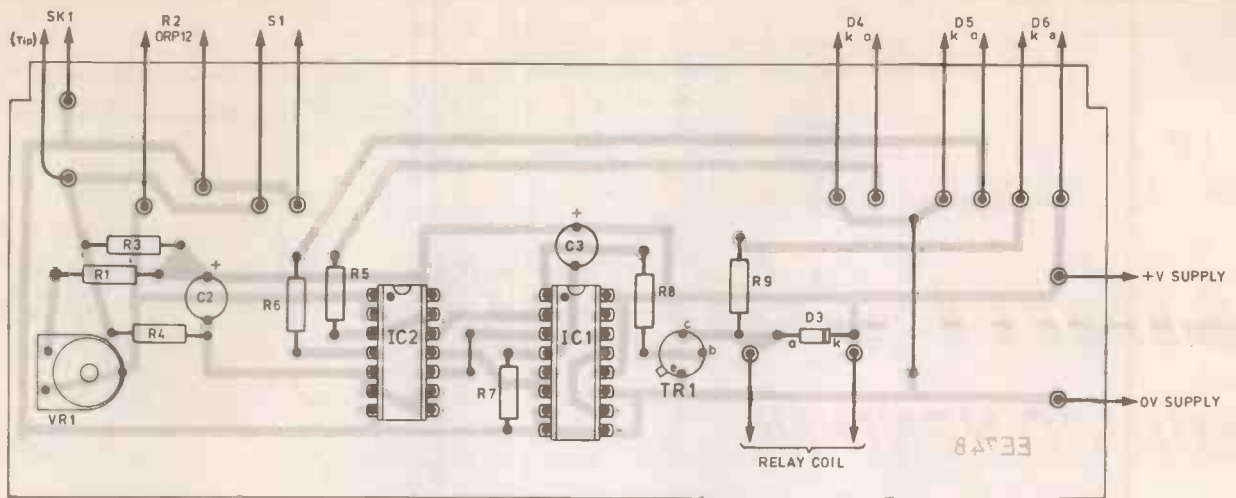 SK1 R2 S1 D4 D5 D6
(Tip) ORP12 k a k a k a
R3
R1
+
C2
R4
VR1
R6
R5
IC2
R7
+
C3
IC1
R8
c
b
e
TR1
R9
D3
a k
RELAY COIL
+V SUPPLY
0V SUPPLY
EE74B